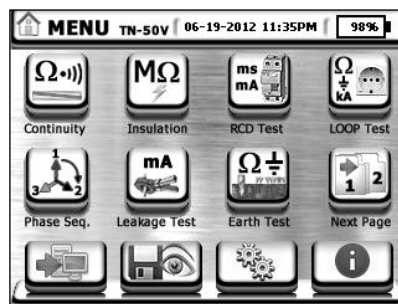 MENU TN-50V 06-19-2012 11:35PM 98%
Ω MΩ ms mA Ω kA
Continuity Insulation RCD Test LOOP Test
1 2 3 mA Ω 1 2
Phase Seq. Leakage Test Earth Test Next Page
i